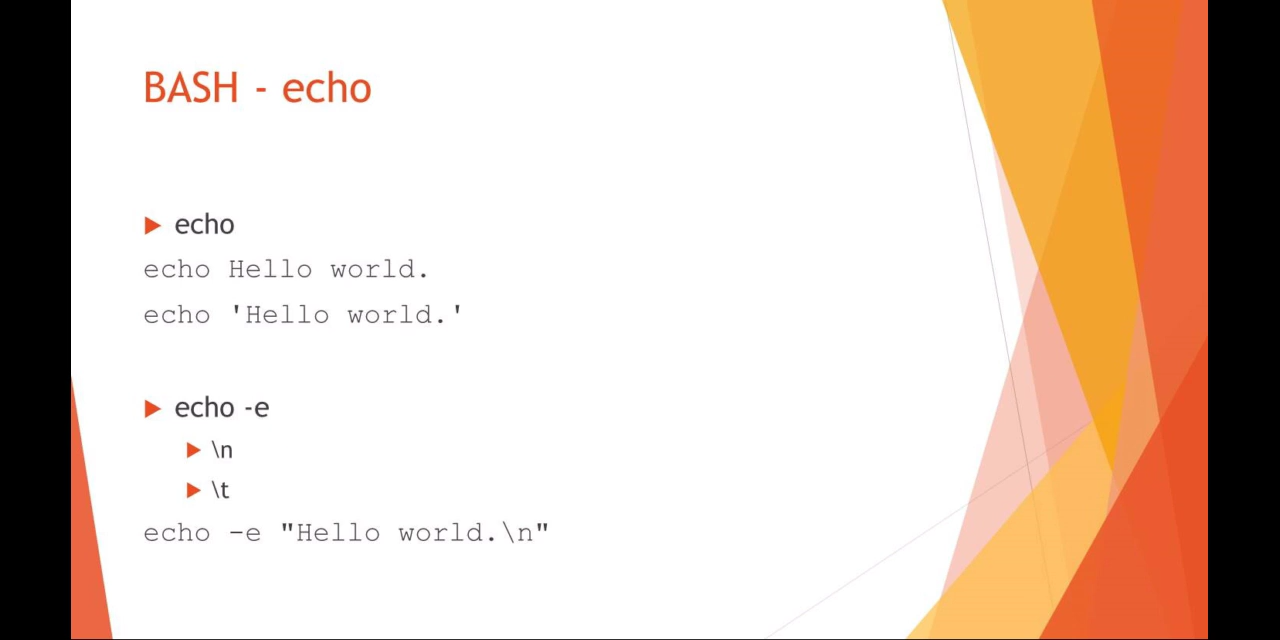 BASH - echo
echo
echo Hello world.
echo 'Hello world.'
echo -e
\n
\t
echo -e "Hello world.\n"